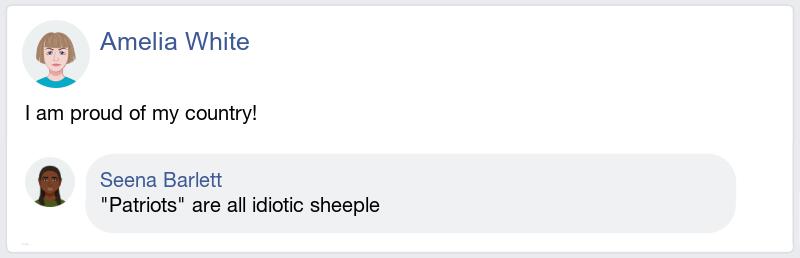 Amelia White
I am proud of my country!
Seena Barlett
"Patriots" are all idiotic sheeple